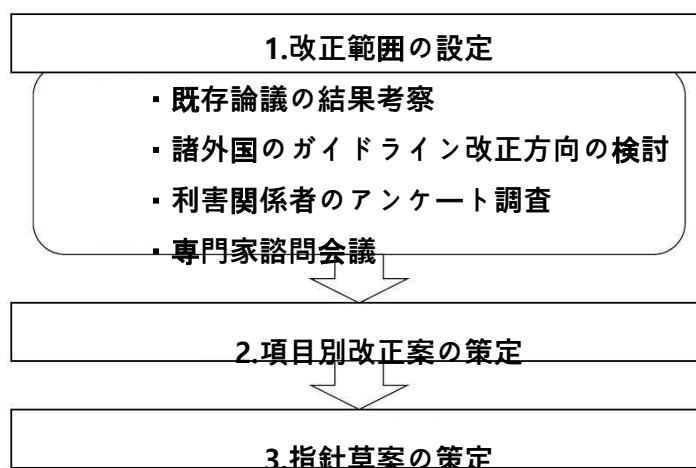 1.改正範囲の設定
・既存論議の結果考察
・諸外国のガイドライン改正方向の検討
・利害関係者のアンケート調査
・専門家諮問会議
2.項目別改正案の策定
3.指針草案の策定